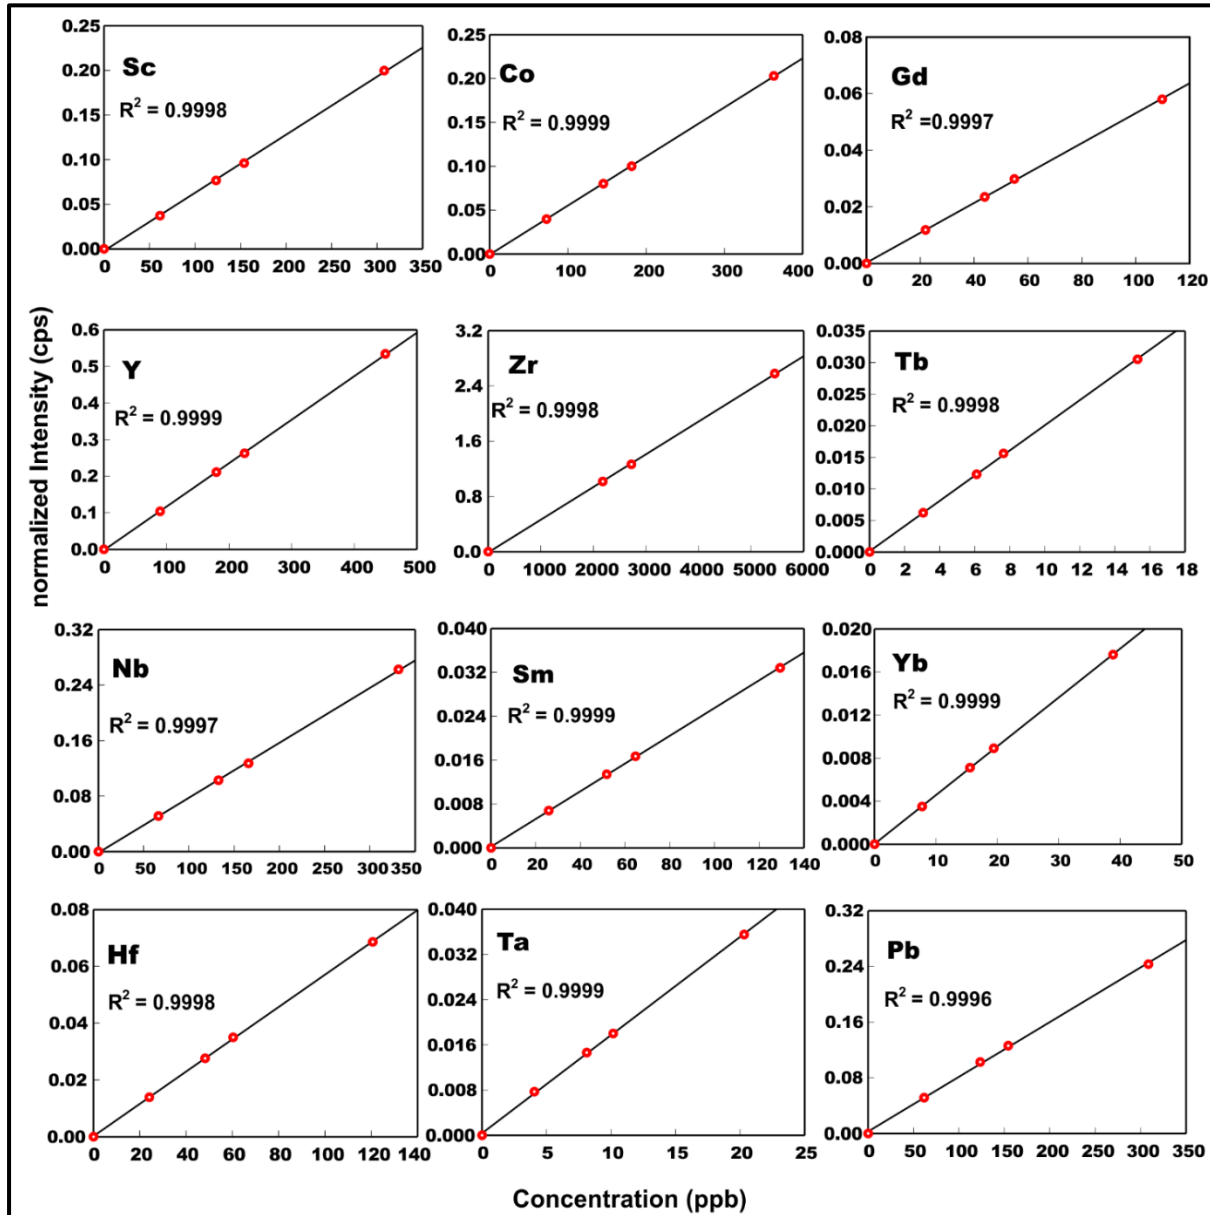 normalized Intensity (cps)
0.25
0.20
0.15
0.10
0.05
0.00
Sc
R² = 0.9998
0 50 100 150 200 250 300 350
0.25
0.20
0.15
0.10
0.05
0.00
Co
R² = 0.9999
0 100 200 300 400
0.08
0.06
0.04
0.02
0.00
Gd
R² =0.9997
0 20 40 60 80 100 120
0.6
0.5
0.4
0.3
0.2
0.1
0.0
Y
R² = 0.9999
0 100 200 300 400 500
3.2
2.4
1.6
0.8
0.0
Zr
R² = 0.9998
0 1000 2000 3000 4000 5000 6000
0.035
0.030
0.025
0.020
0.015
0.010
0.005
0.000
Tb
R² = 0.9998
0 2 4 6 8 10 12 14 16 18
0.32
0.24
0.16
0.08
0.00
Nb
R² = 0.9997
0 50 100 150 200 250 300 350
0.040
0.032
0.024
0.016
0.008
0.000
Sm
R² = 0.9999
0 20 40 60 80 100 120 140
0.020
0.016
0.012
0.008
0.004
0.000
Yb
R² = 0.9999
0 10 20 30 40 50
0.08
0.06
0.04
0.02
0.00
Hf
R² = 0.9998
0 20 40 60 80 100 120 140
0.040
0.032
0.024
0.016
0.008
0.000
Ta
R² = 0.9999
0 5 10 15 20 25
0.32
0.24
0.16
0.08
0.00
Pb
R² = 0.9996
0 50 100 150 200 250 300 350
Concentration (ppb)